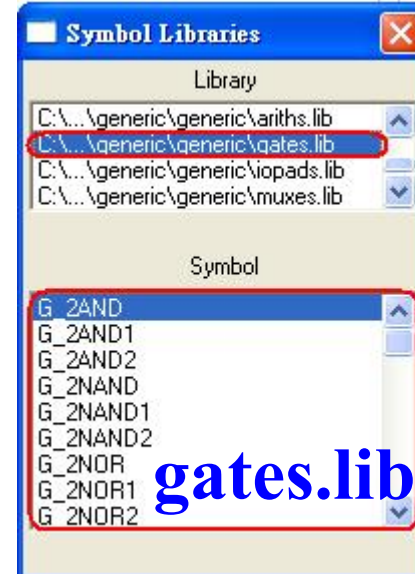 Symbol Libraries
Library
C:\...\generic\generic\ariths.lib
C:\...\generic\generic\gates.lib
C:\...\generic\generic\iopads.lib
C:\...\generic\generic\muxes.lib
Symbol
G_2AND
G_2AND1
G_2AND2
G_2NAND
G_2NAND1
G_2NAND2
G_2NOR
G_2NOR1
G_2NOR2
gates.lib